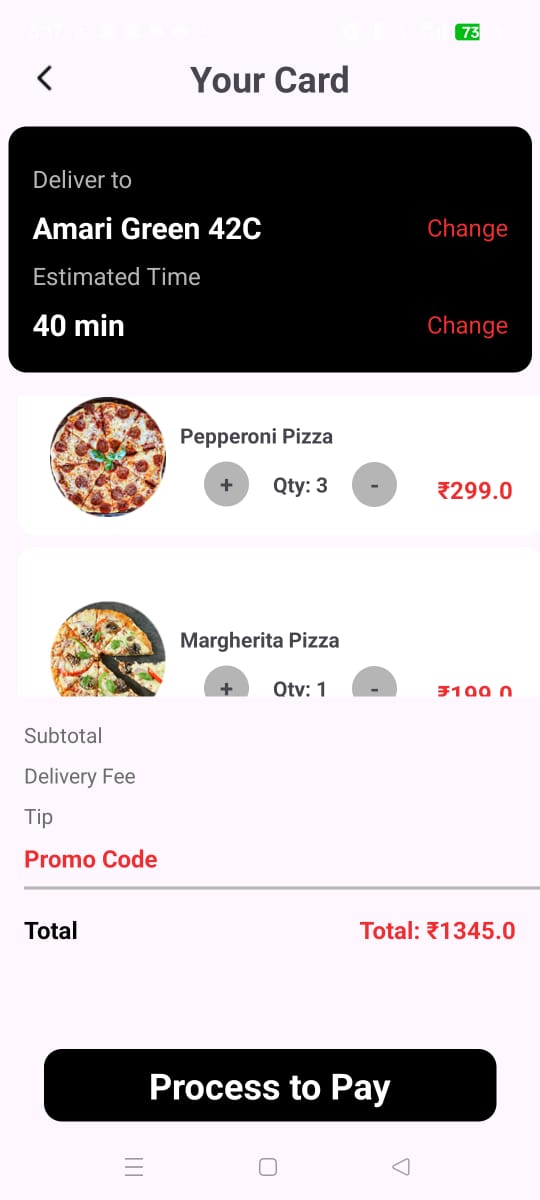 73
Your Card
Deliver to
Amari Green 42C
Change
Estimated Time
40 min
Change
Pepperoni Pizza
+ Qty: 3 -
₹299.0
Margherita Pizza
+ Qty: 1 -
₹199.0
Subtotal
Delivery Fee
Tip
Promo Code
Total Total: ₹1345.0
Process to Pay